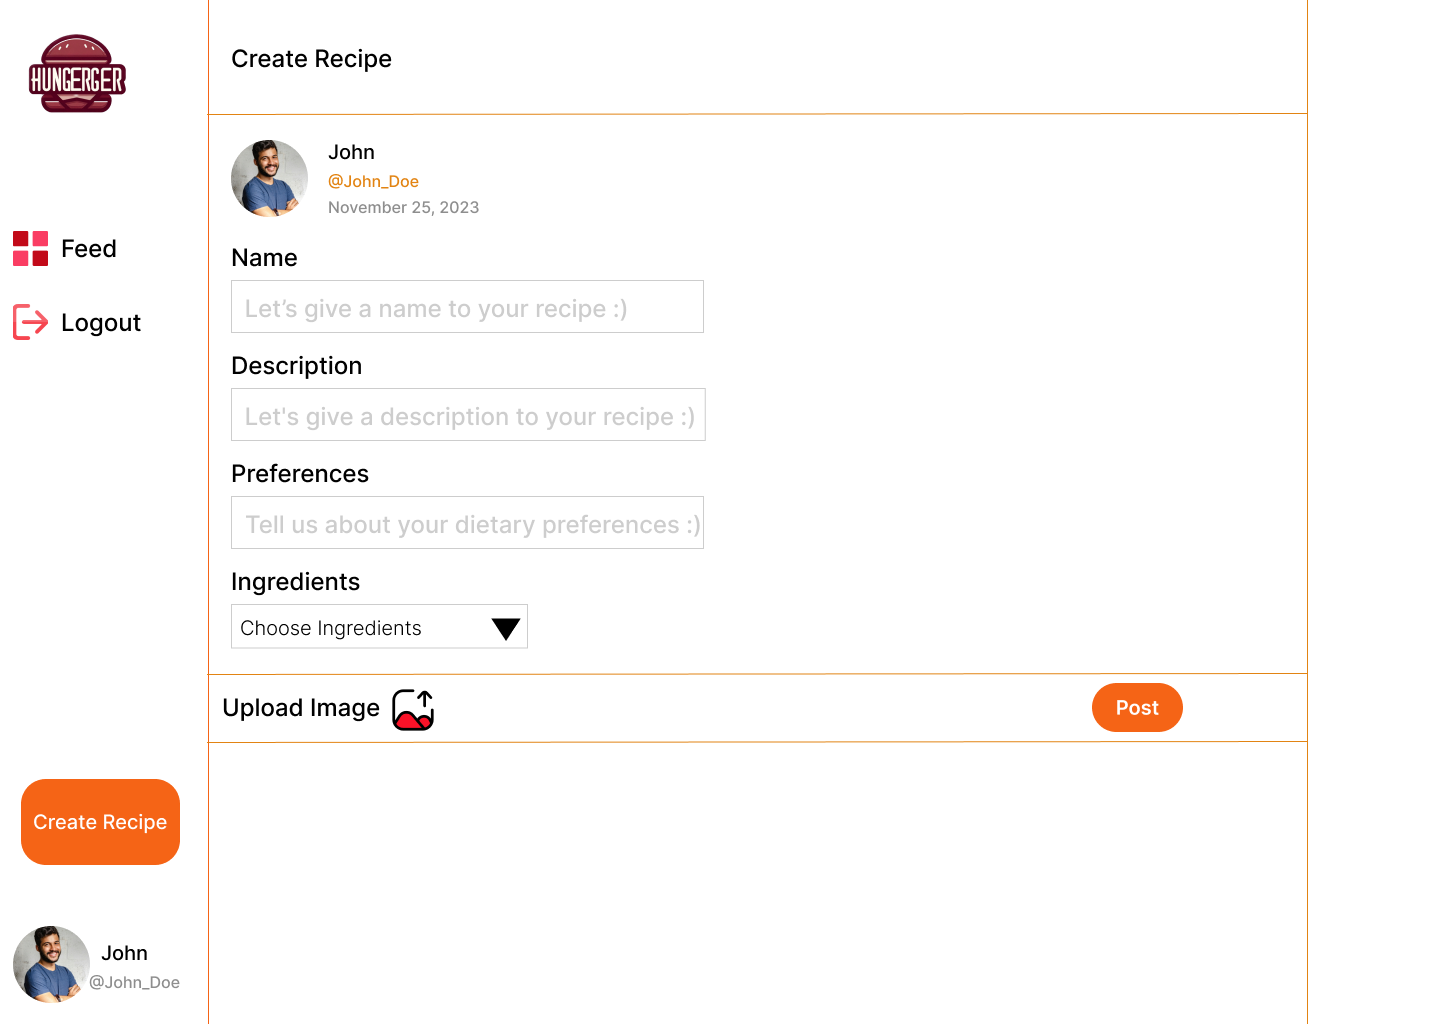 HUNGERGER
Feed
Logout
Create Recipe
John
@John_Doe
Create Recipe
John
@John_Doe
November 25, 2023
Name
Let’s give a name to your recipe :)
Description
Let's give a description to your recipe :)
Preferences
Tell us about your dietary preferences :)
Ingredients
Choose Ingredients
Upload Image
Post